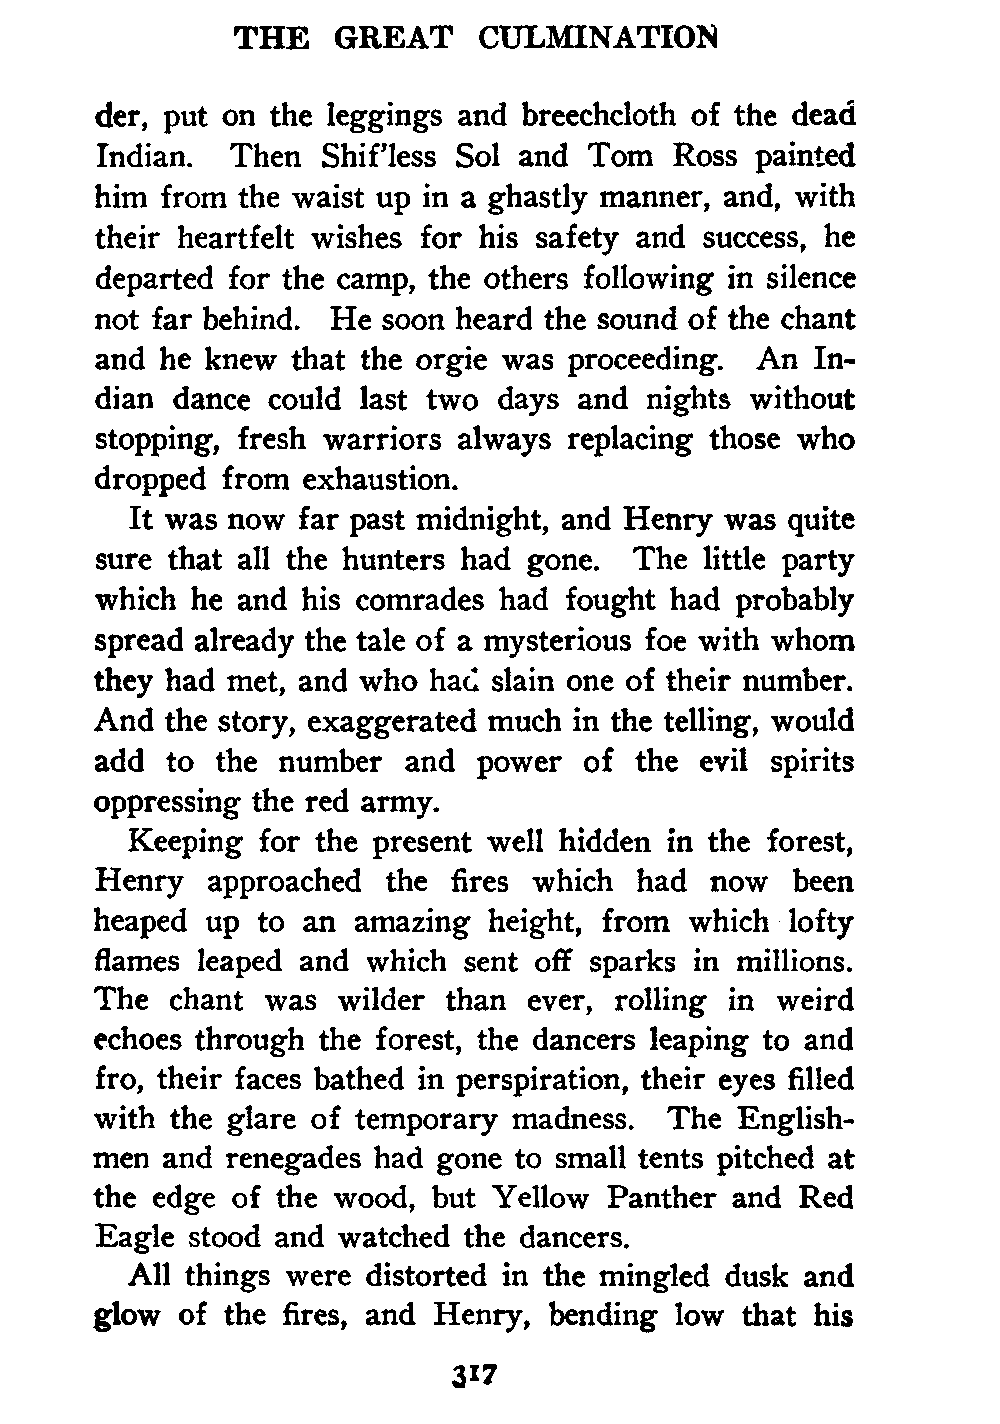 THE GREAT CULMINATION
der, put on the leggings and breechcloth of the dead
Indian. Then Shif'less Sol and Tom Ross painted
him from the waist up in a ghastly manner, and, with
their heartfelt wishes for his safety and success, he
departed for the camp, the others following in silence
not far behind. He soon heard the sound of the chant
and he knew that the orgie was proceeding. An In-
dian dance could last two days and nights without
stopping, fresh warriors always replacing those who
dropped from exhaustion.
It was now far past midnight, and Henry was quite
sure that all the hunters had gone. The little party
which he and his comrades had fought had probably
spread already the tale of a mysterious foe with whom
they had met, and who had slain one of their number.
And the story, exaggerated much in the telling, would
add to the number and power of the evil spirits
oppressing the red army.
Keeping for the present well hidden in the forest,
Henry approached the fires which had now been
heaped up to an amazing height, from which lofty
flames leaped and which sent off sparks in millions.
The chant was wilder than ever, rolling in weird
echoes through the forest, the dancers leaping to and
fro, their faces bathed in perspiration, their eyes filled
with the glare of temporary madness. The English-
men and renegades had gone to small tents pitched at
the edge of the wood, but Yellow Panther and Red
Eagle stood and watched the dancers.
All things were distorted in the mingled dusk and
glow of the fires, and Henry, bending low that his
317